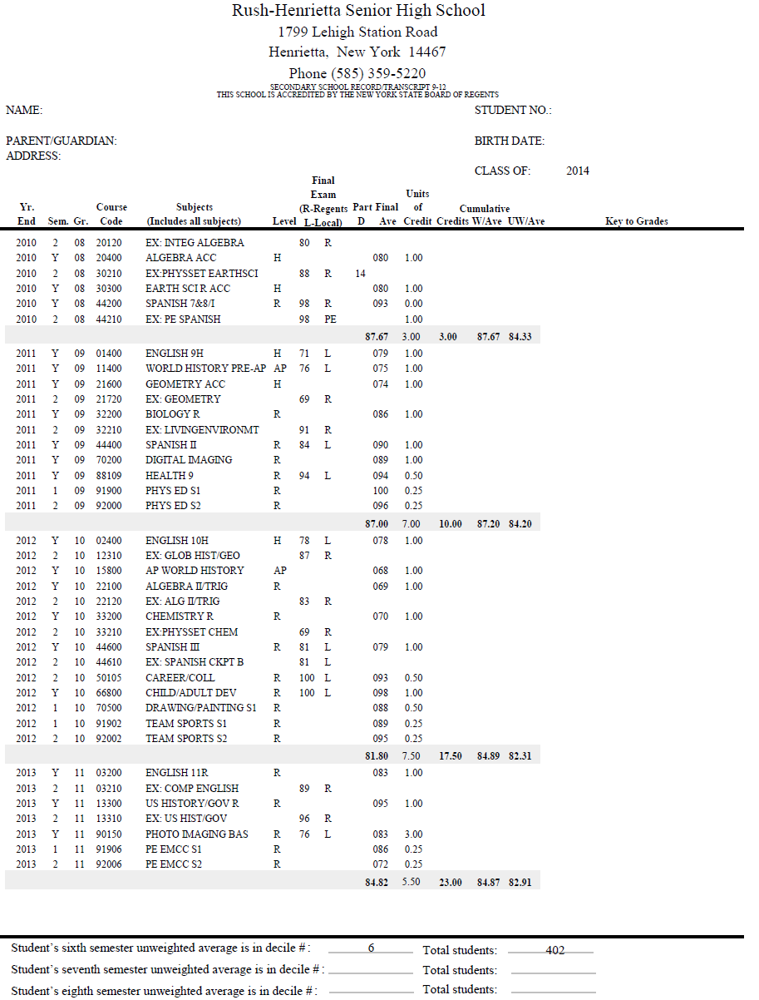 Rush-Henrietta Senior High School
1799 Lehigh Station Road
Henrietta, New York 14467
Phone (585) 359-5220
SECONDARY SCHOOL RECORD/TRANSCRIPT 9-12
THIS SCHOOL IS ACCREDITED BY THE NEW YORK STATE BOARD OF REGENTS
NAME: STUDENT NO.:
PARENT/GUARDIAN: BIRTH DATE:
ADDRESS:
CLASS OF: 2014
Final
Exam Units
Yr. Course Subjects (R-Regents Part Final of Cumulative
End Sem. Gr. Code (Includes all subjects) Level L-Local) D Ave Credit Credits W/Ave UW/Ave Key to Grades
2010 2 08 20120 EX: INTEG ALGEBRA 80 R
2010 Y 08 20400 ALGEBRA ACC H 080 1.00
2010 2 08 30210 EX:PHYSSET EARTHSCI 88 R 14
2010 Y 08 30300 EARTH SCI R ACC H 080 1.00
2010 Y 08 44200 SPANISH 7&8/I R 98 R 093 0.00
2010 2 08 44210 EX: PE SPANISH 98 PE 1.00
87.67 3.00 3.00 87.67 84.33
2011 Y 09 01400 ENGLISH 9H H 71 L 079 1.00
2011 Y 09 11400 WORLD HISTORY PRE-AP AP 76 L 075 1.00
2011 Y 09 21600 GEOMETRY ACC H 074 1.00
2011 2 09 21720 EX: GEOMETRY 69 R
2011 Y 09 32200 BIOLOGY R R 086 1.00
2011 2 09 32210 EX: LIVINGENVIRONMT 91 R
2011 Y 09 44400 SPANISH II R 84 L 090 1.00
2011 Y 09 70200 DIGITAL IMAGING R 089 1.00
2011 Y 09 88109 HEALTH 9 R 94 L 094 0.50
2011 1 09 91900 PHYS ED S1 R 100 0.25
2011 2 09 92000 PHYS ED S2 R 096 0.25
87.00 7.00 10.00 87.20 84.20
2012 Y 10 02400 ENGLISH 10H H 78 L 078 1.00
2012 2 10 12310 EX: GLOB HIST/GEO 87 R
2012 Y 10 15800 AP WORLD HISTORY AP 068 1.00
2012 Y 10 22100 ALGEBRA II/TRIG R 069 1.00
2012 2 10 22120 EX: ALG II/TRIG 83 R
2012 Y 10 33200 CHEMISTRY R R 070 1.00
2012 2 10 33210 EX:PHYSSET CHEM 69 R
2012 Y 10 44600 SPANISH III R 81 L 079 1.00
2012 2 10 44610 EX: SPANISH CKPT B 81 L
2012 2 10 50105 CAREER/COLL R 100 L 093 0.50
2012 Y 10 66800 CHILD/ADULT DEV R 100 L 098 1.00
2012 1 10 70500 DRAWING/PAINTING S1 R 088 0.50
2012 1 10 91902 TEAM SPORTS S1 R 089 0.25
2012 2 10 92002 TEAM SPORTS S2 R 095 0.25
81.80 7.50 17.50 84.89 82.31
2013 Y 11 03200 ENGLISH 11R R 083 1.00
2013 2 11 03210 EX: COMP ENGLISH 89 R
2013 Y 11 13300 US HISTORY/GOV R R 095 1.00
2013 2 11 13310 EX: US HIST/GOV 96 R
2013 Y 11 90150 PHOTO IMAGING BAS R 76 L 083 3.00
2013 1 11 91906 PE EMCC S1 R 086 0.25
2013 2 11 92006 PE EMCC S2 R 072 0.25
84.82 5.50 23.00 84.87 82.91
Student's sixth semester unweighted average is in decile #: 6 Total students: 402
Student's seventh semester unweighted average is in decile #: Total students:
Student's eighth semester unweighted average is in decile #: Total students: